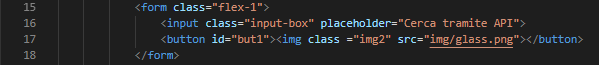 15 <form class="flex-1">
16 <input class="input-box" placeholder="Cerca tramite API">
17 <button id="but1"><img class ="img2" src="img/glass.png"></button>
18 </form>